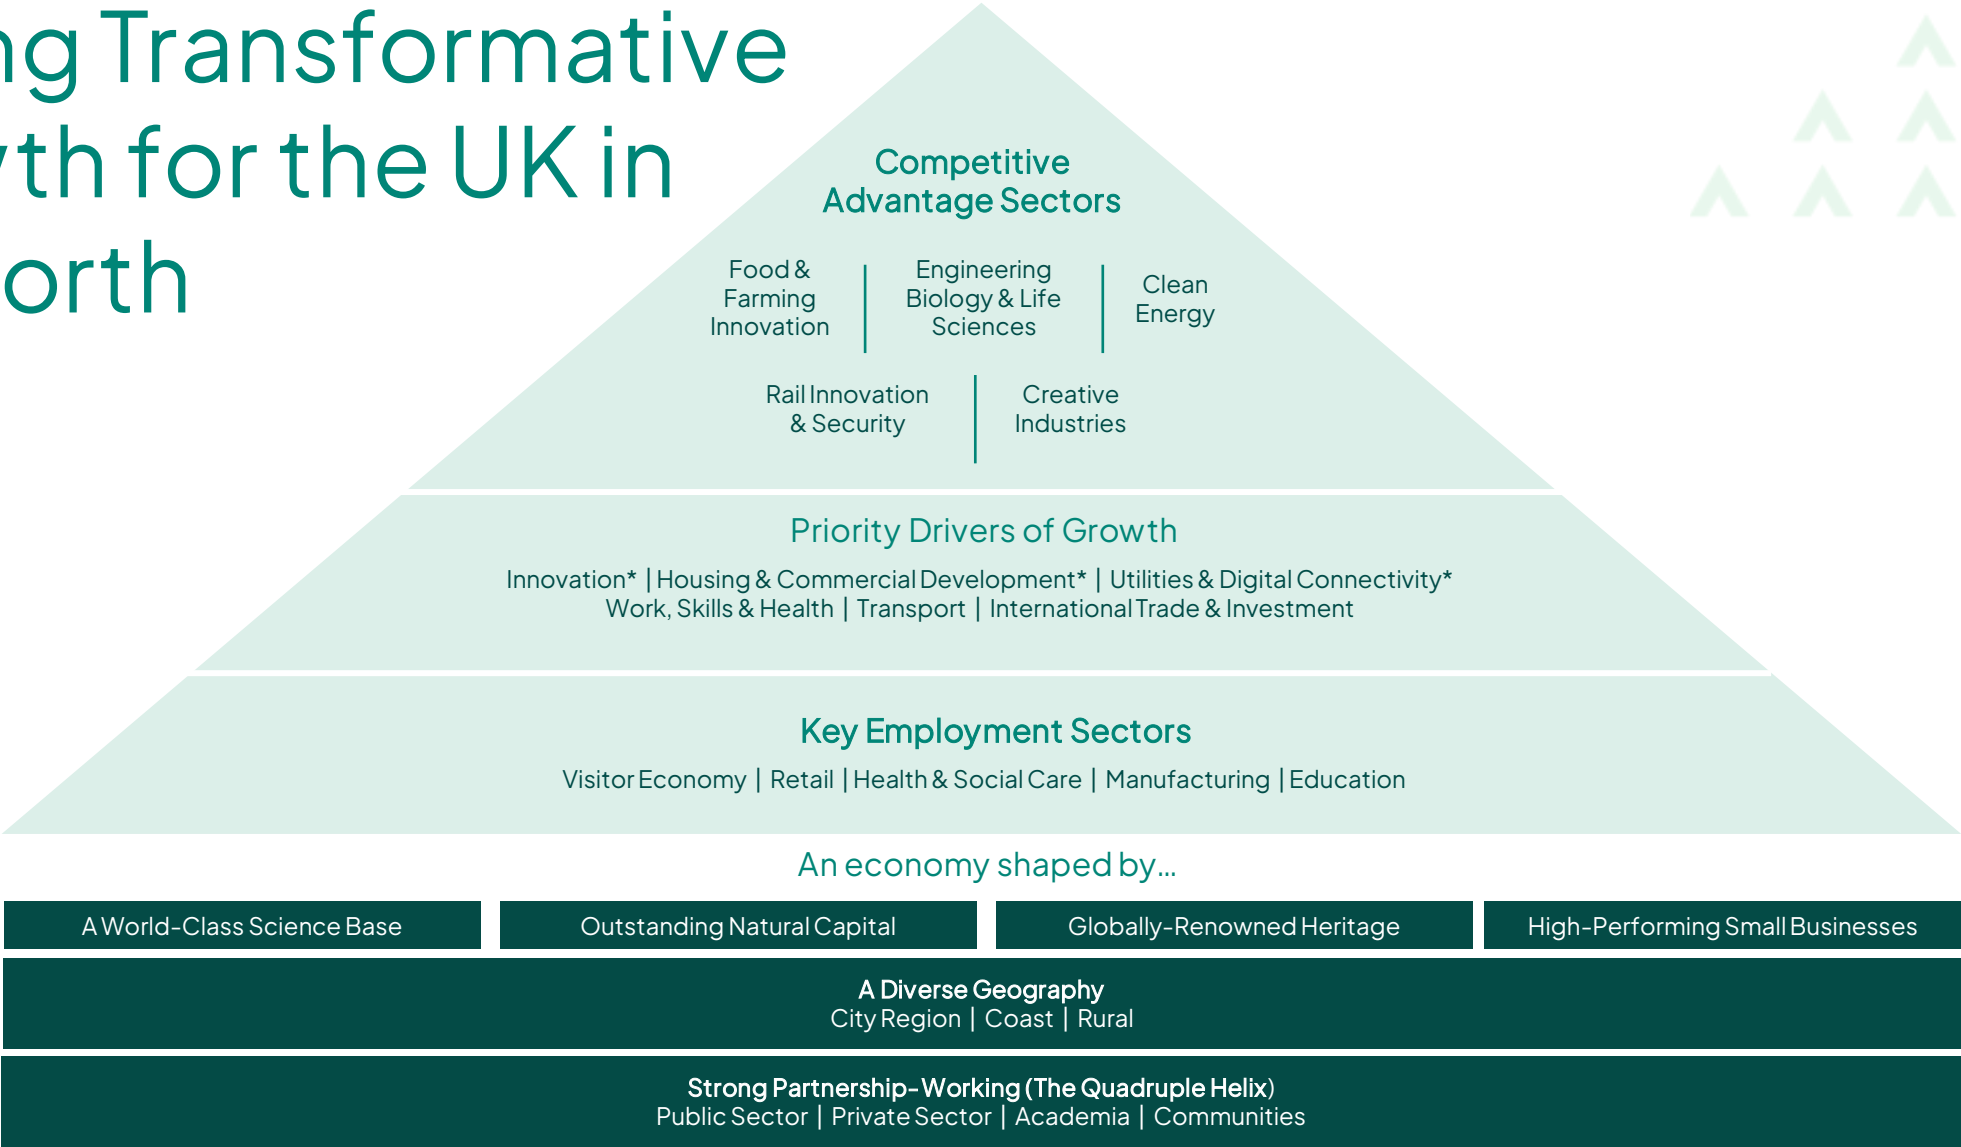 ng Transformative
th for the UK in
orth
Competitive
Advantage Sectors
Food &
Farming
Innovation
Engineering
Biology & Life
Sciences
Clean
Energy
Rail Innovation
& Security
Creative
Industries
Priority Drivers of Growth
Innovation* | Housing & Commercial Development* | Utilities & Digital Connectivity*
Work, Skills & Health | Transport | International Trade & Investment
Key Employment Sectors
Visitor Economy | Retail | Health & Social Care | Manufacturing | Education
An economy shaped by...
A World-Class Science Base
Outstanding Natural Capital
Globally-Renowned Heritage
High-Performing Small Businesses
A Diverse Geography
City Region | Coast | Rural
Strong Partnership-Working (The Quadruple Helix)
Public Sector | Private Sector | Academia | Communities